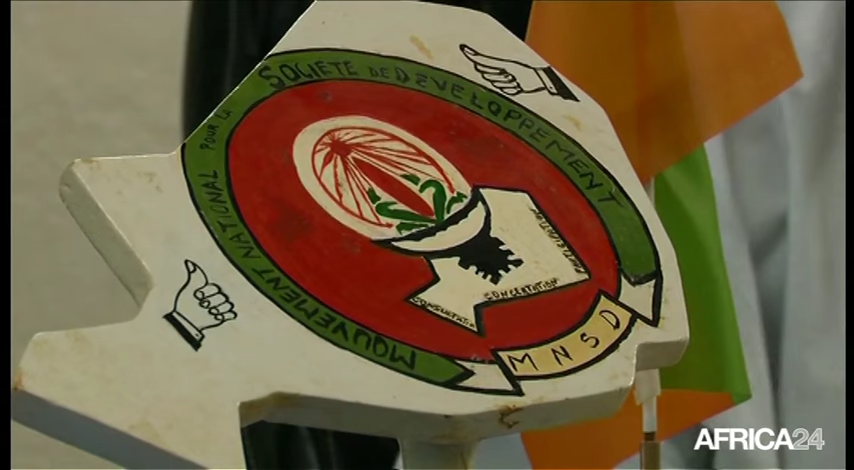 MOUVEMENT NATIONAL POUR LA
SOCIETE DE DEVELOPPEMENT
CONCERTATION
MNSD
AFRICA24